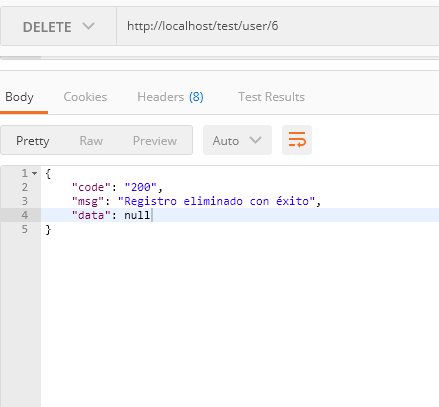 DELETE http://localhost/test/user/6
Body Cookies Headers (8) Test Results
Pretty Raw Preview Auto
1 {
2 "code": "200",
3 "msg": "Registro eliminado con éxito",
4 "data": null
5 }